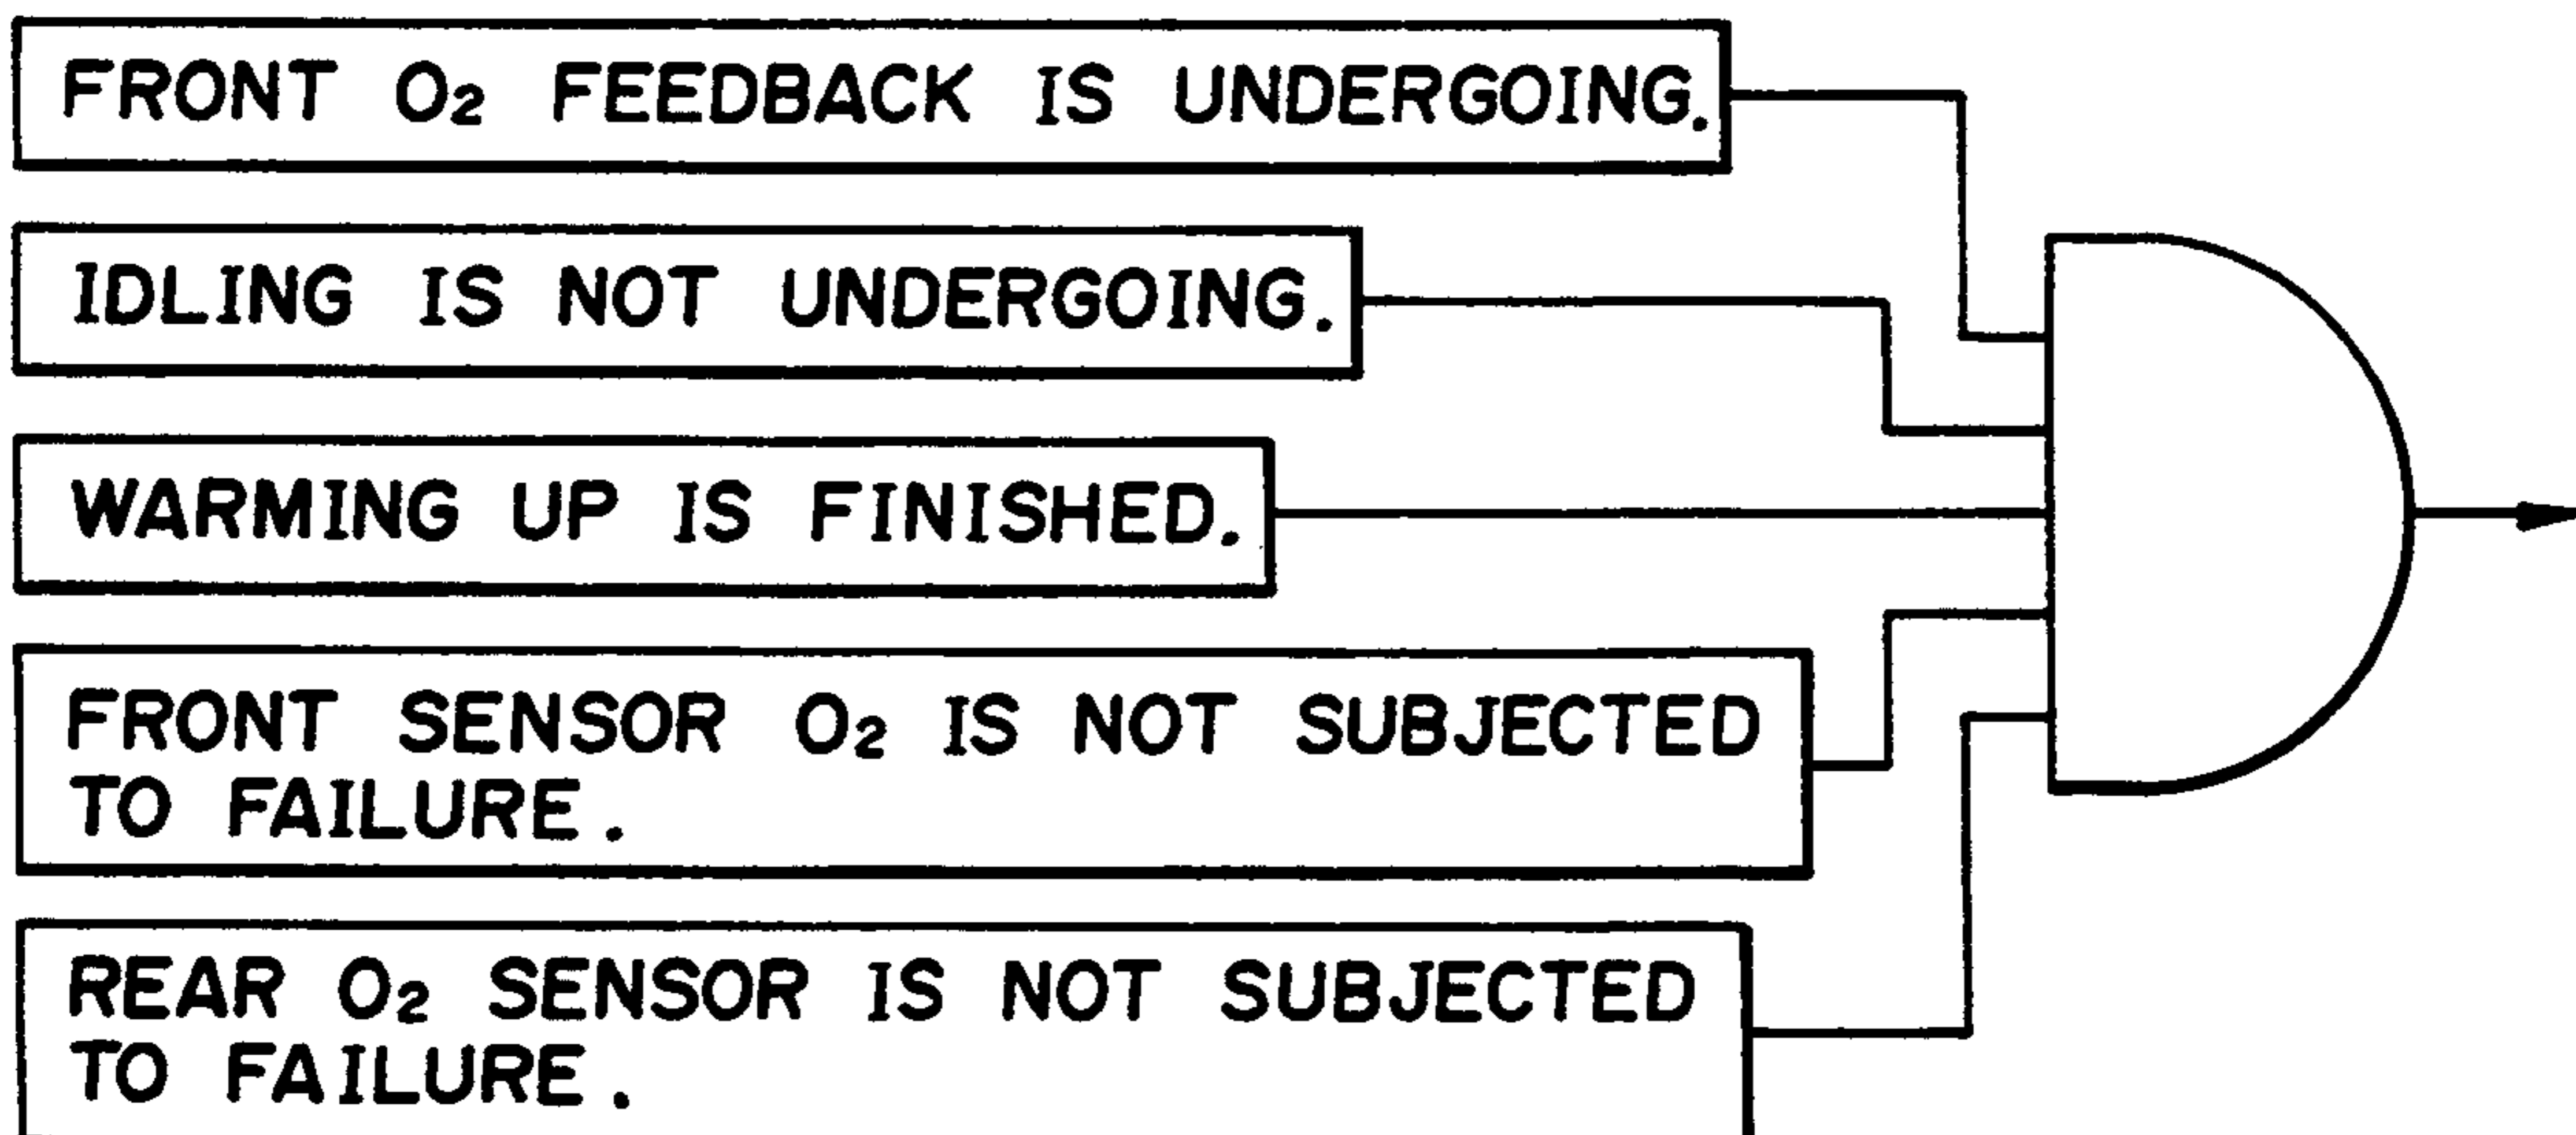 FRONT O₂ FEEDBACK IS UNDERGOING.
IDLING IS NOT UNDERGOING.
WARMING UP IS FINISHED.
FRONT SENSOR O₂ IS NOT SUBJECTED
TO FAILURE.
REAR O₂ SENSOR IS NOT SUBJECTED
TO FAILURE.